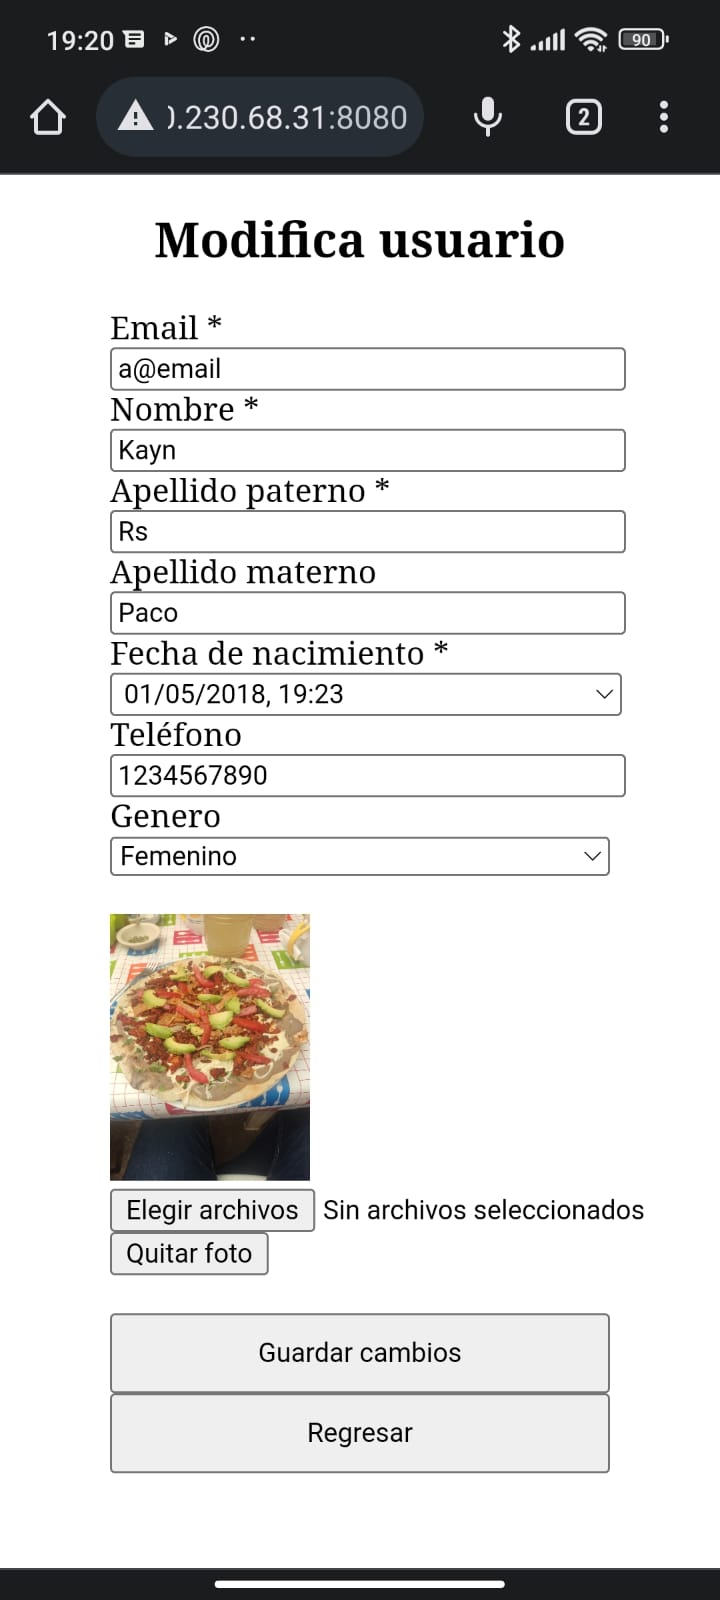 19:20
90
).230.68.31:8080
2
Modifica usuario
Email *
a@email
Nombre *
Kayn
Apellido paterno *
Rs
Apellido materno
Paco
Fecha de nacimiento *
01/05/2018, 19:23
Teléfono
1234567890
Genero
Femenino
Elegir archivos Sin archivos seleccionados
Quitar foto
Guardar cambios
Regresar